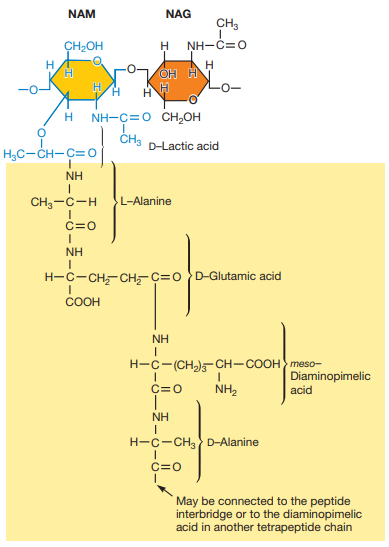 NAM NAG
CH3
CH2OH H NH–C=O
H O H
H O OH H
–O H H O–
H H H O
H NH–C=O CH2OH
O CH3 D–Lactic acid
H3C–CH–C=O
NH
CH3–C–H L–Alanine
C=O
NH
H–C–CH2–CH2–C=O D–Glutamic acid
COOH
NH
H–C–(CH2)3–CH–COOH meso–
Diaminopimelic
C=O NH2 acid
NH
H–C–CH3 D–Alanine
C=O
May be connected to the peptide
interbridge or to the diaminopimelic
acid in another tetrapeptide chain